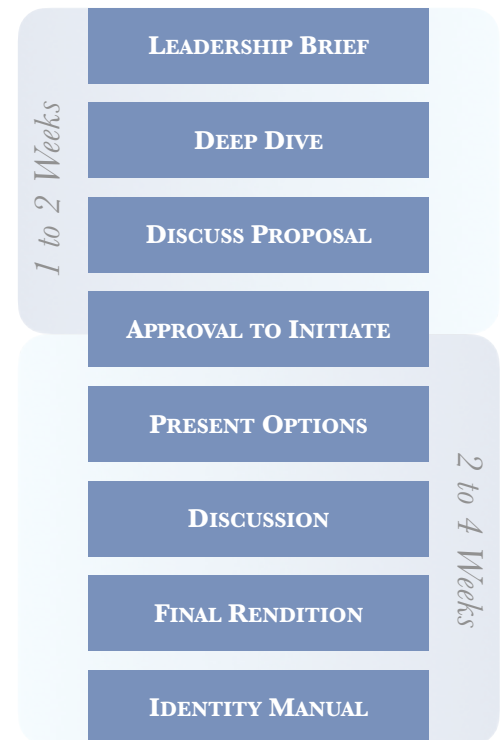 Leadership Brief
1 to 2 Weeks
Deep Dive
Discuss Proposal
Approval to Initiate
Present Options
2 to 4 Weeks
Discussion
Final Rendition
Identity Manual